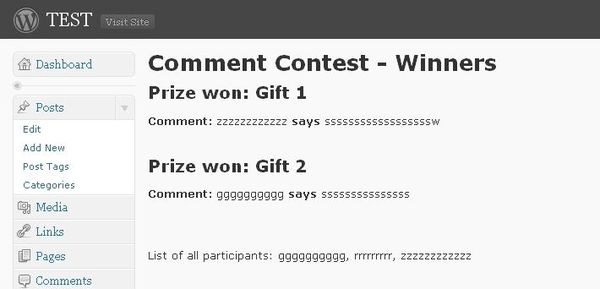 TEST Visit Site
Dashboard
Posts
Edit
Add New
Post Tags
Categories
Media
Links
Pages
Comments
Comment Contest - Winners
Prize won: Gift 1
Comment: zzzzzzzzzzzz says ssssssssssssssssssw
Prize won: Gift 2
Comment: gggggggggg says sssssssssssssss
List of all participants: gggggggggg, rrrrrrrrr, zzzzzzzzzzzz